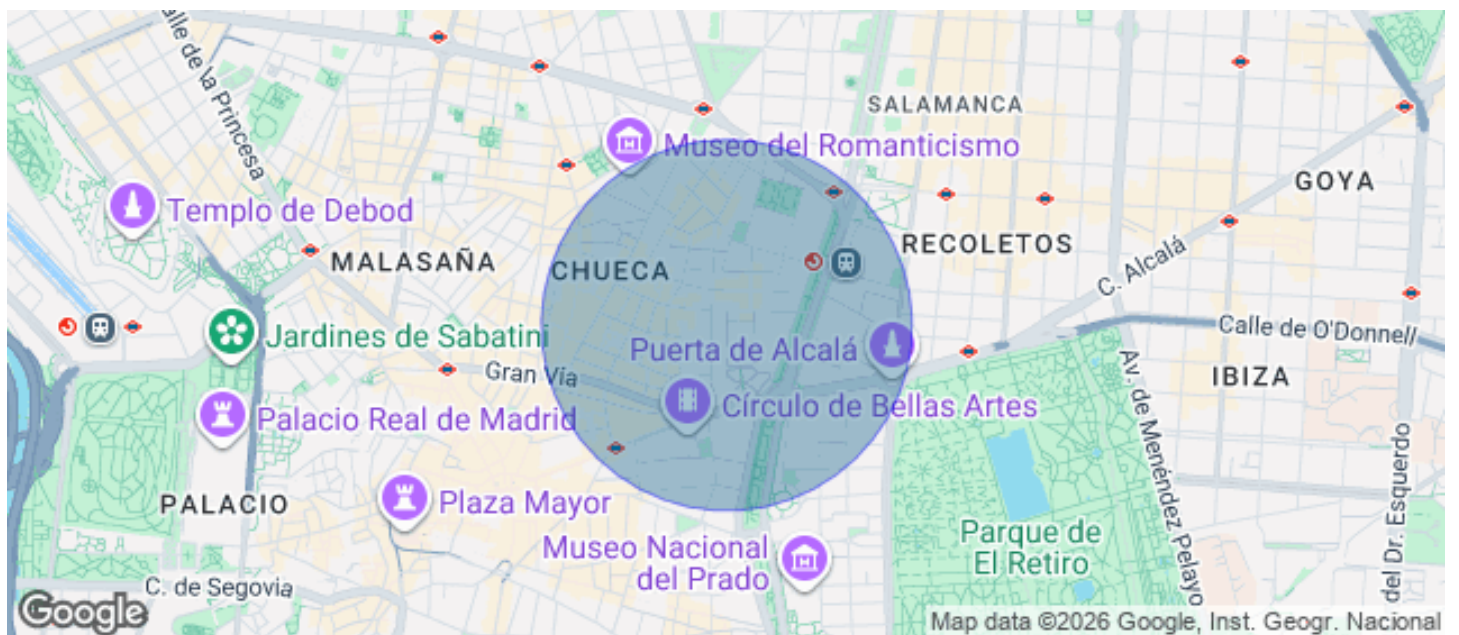 Calle de la Princesa
SALAMANCA
Museo del Romanticismo
GOYA
Templo de Debod
MALASAÑA
CHUECA
RECOLETOS
C. Alcalá
Jardines de Sabatini
Puerta de Alcalá
Calle de O'Donnell
Gran Vía
IBIZA
Palacio Real de Madrid
Círculo de Bellas Artes
Av. de Menéndez Pelayo
PALACIO
Plaza Mayor
Parque de
El Retiro
Museo Nacional
del Prado
del Dr. Esquerdo
C. de Segovia
Google
Map data ©2026 Google, Inst. Geogr. Nacional